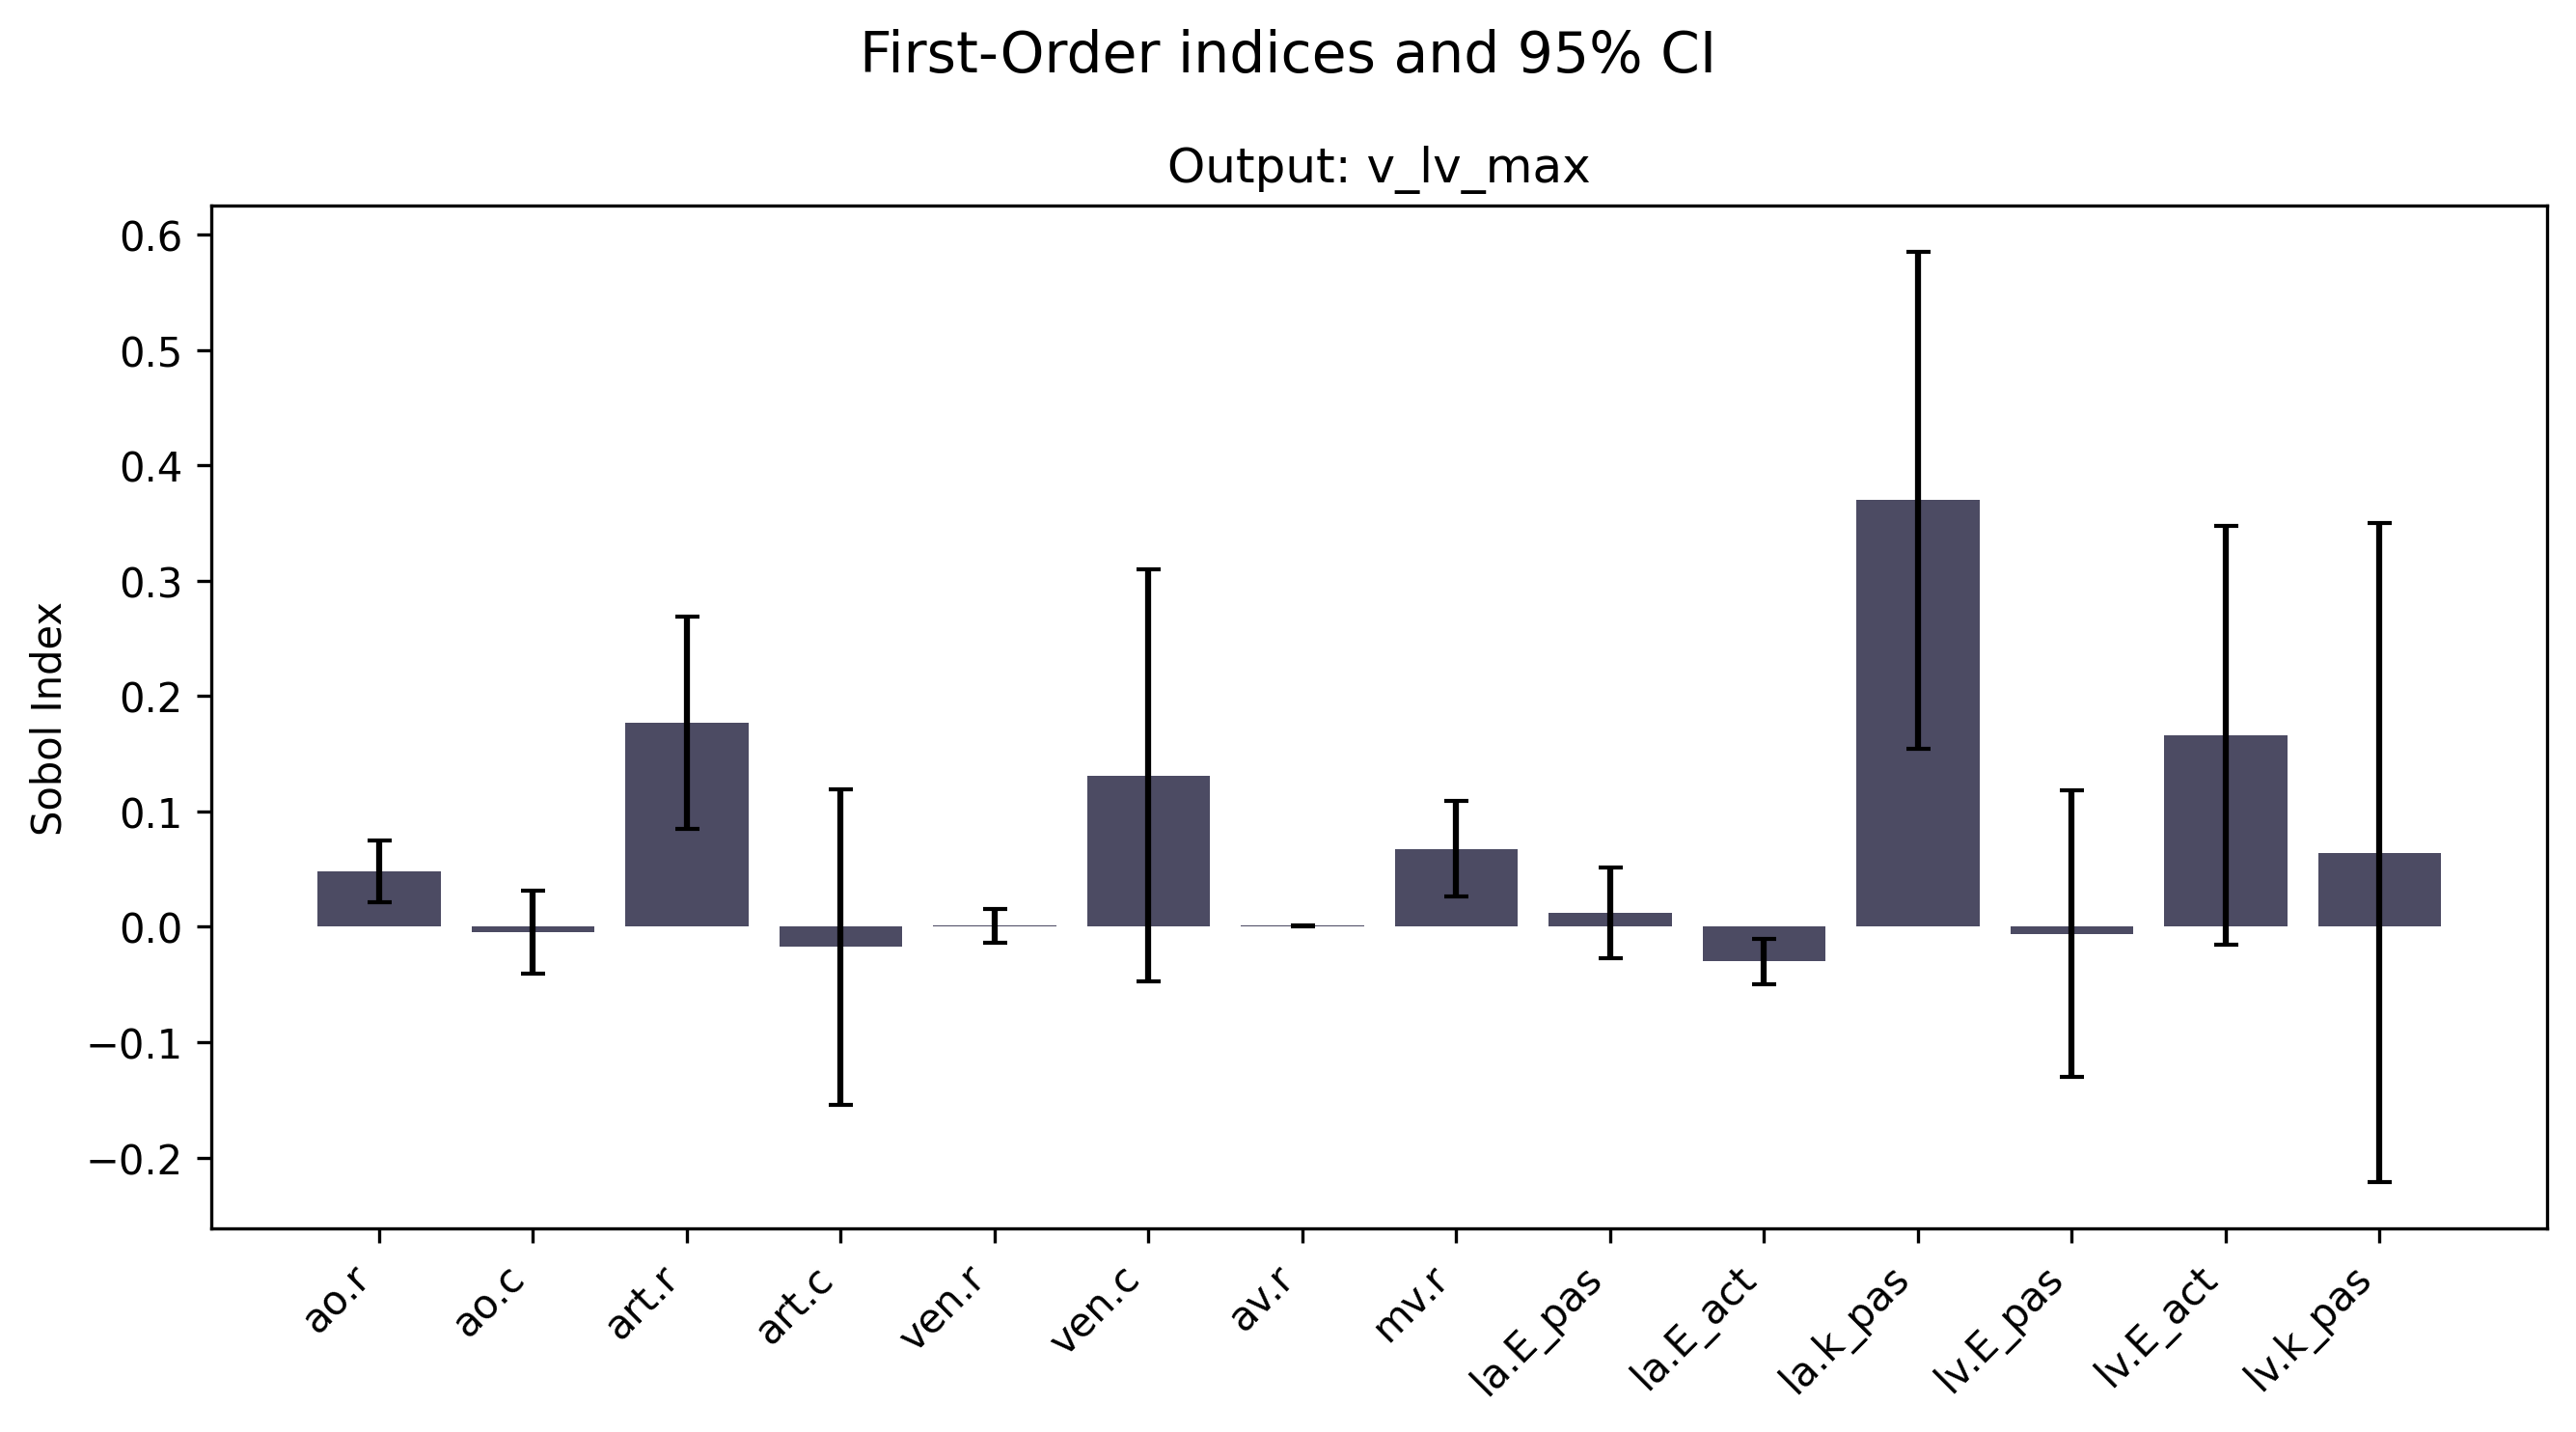 First-Order indices and 95% CI
Output: v_lv_max
Sobol Index
0.6
0.5
0.4
0.3
0.2
0.1
0.0
−0.1
−0.2
ao.r
ao.c
art.r
art.c
ven.r
ven.c
av.r
mv.r
la.E_pas
la.E_act
la.k_pas
lv.E_pas
lv.E_act
lv.k_pas